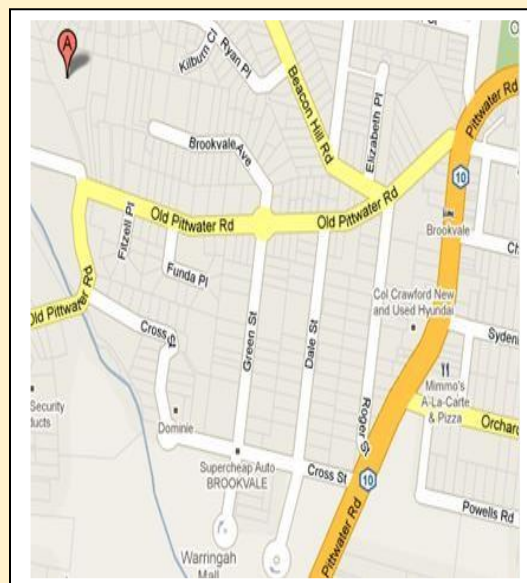 A
Kilburn Cl
Ryan Pl
Beacon Hill Rd
Elizabeth Pl
Pittwater Rd
10
Brookvale Ave
Brookvale
Old Pittwater Rd
Old Pittwater Rd
Fitzell Pl
Funda Pl
Old Pittwater Rd
Cross St
Green St
Dale St
Col Crawford New
and Used Hyundai
Mimmo's
A-La-Carte
& Pizza
Security
ducts
Dominie
Supercheap Auto
BROOKVALE
Cross St
Roger St
10
Pittwater Rd
Powells Rd
Warringah
Mall
Orchar
Syden
Ch